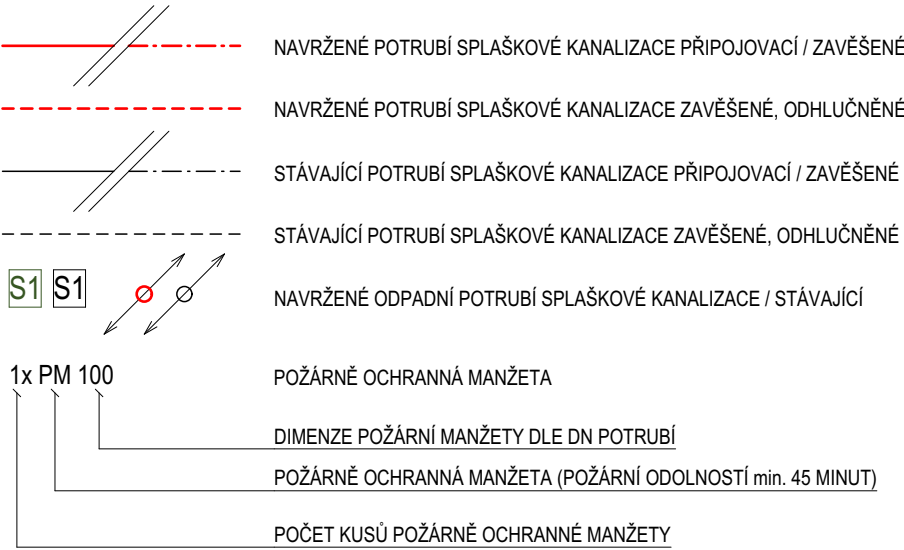 NAVRŽENÉ POTRUBÍ SPLAŠKOVÉ KANALIZACE PŘIPOJOVACÍ / ZAVĚŠENÉ
NAVRŽENÉ POTRUBÍ SPLAŠKOVÉ KANALIZACE ZAVĚŠENÉ, ODHLUČNĚNÉ
STÁVAJÍCÍ POTRUBÍ SPLAŠKOVÉ KANALIZACE PŘIPOJOVACÍ / ZAVĚŠENÉ
STÁVAJÍCÍ POTRUBÍ SPLAŠKOVÉ KANALIZACE ZAVĚŠENÉ, ODHLUČNĚNÉ
S1 S1 NAVRŽENÉ ODPADNÍ POTRUBÍ SPLAŠKOVÉ KANALIZACE / STÁVAJÍCÍ
1x PM 100 POŽÁRNĚ OCHRANNÁ MANŽETA
DIMENZE POŽÁRNÍ MANŽETY DLE DN POTRUBÍ
POŽÁRNĚ OCHRANNÁ MANŽETA (POŽÁRNÍ ODOLNOSTÍ min. 45 MINUT)
POČET KUSŮ POŽÁRNĚ OCHRANNÉ MANŽETY